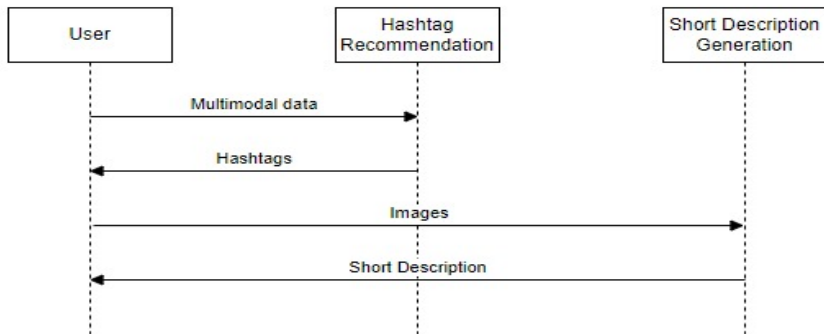 User
Hashtag
Recommendation
Short Description
Generation
Multimodal data
Hashtags
Images
Short Description